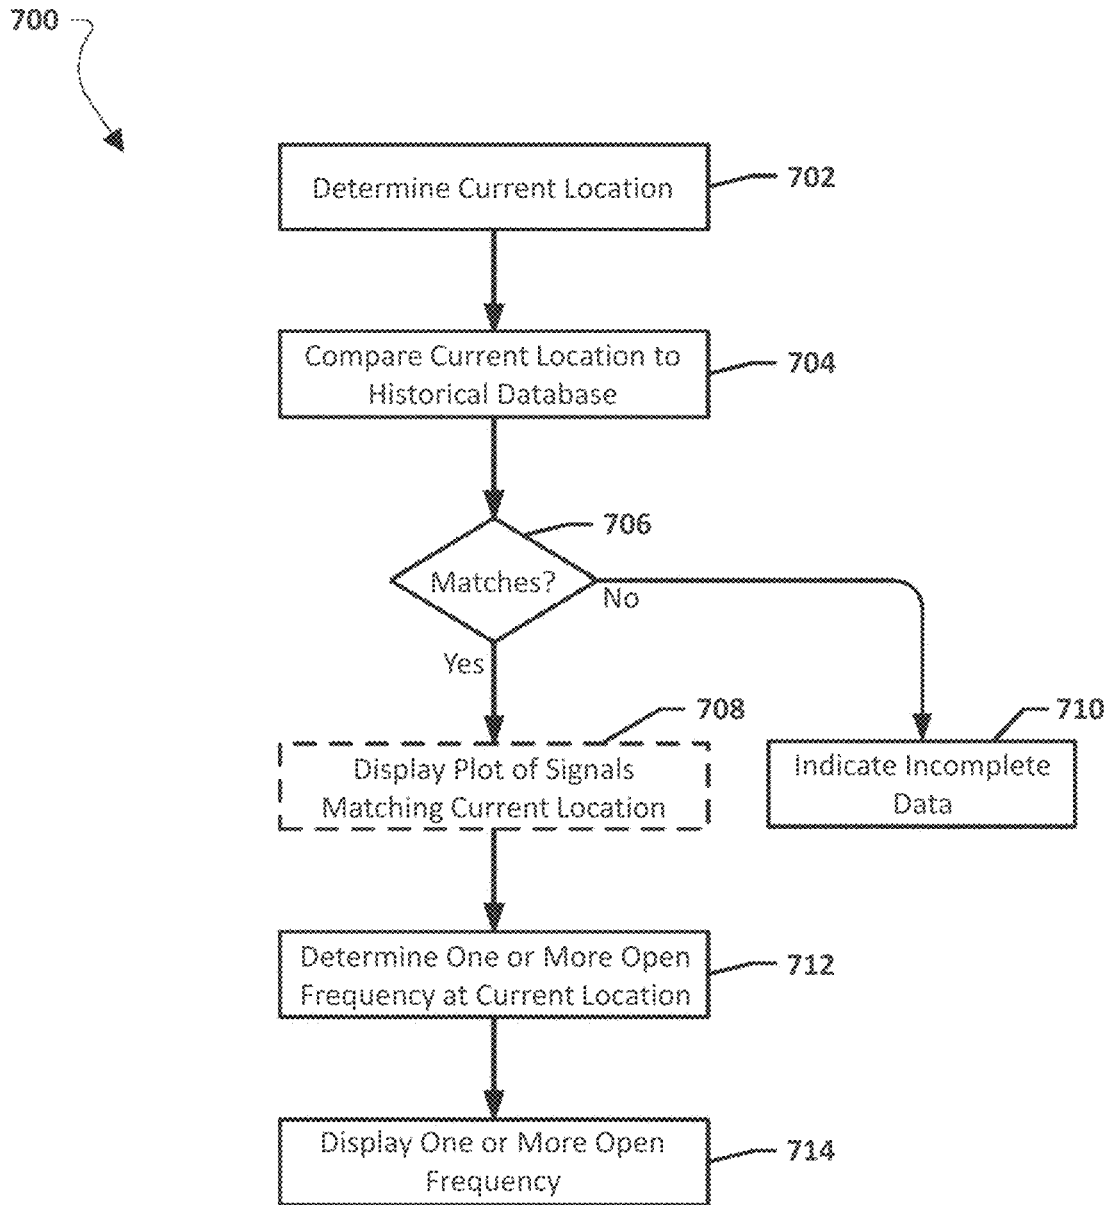 700
Determine Current Location
702
Compare Current Location to
Historical Database
704
706
Matches?
No
Yes
708
710
Display Plot of Signals
Matching Current Location
Indicate Incomplete
Data
Determine One or More Open
Frequency at Current Location
712
Display One or More Open
Frequency
714